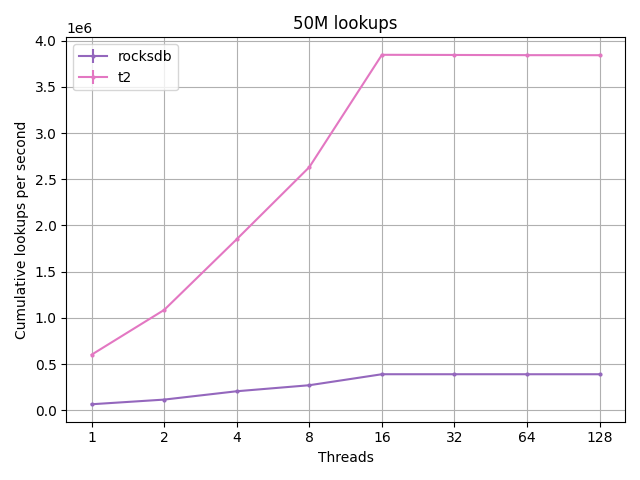 50M lookups
1e6
rocksdb
t2
Cumulative lookups per second
4.0
3.5
3.0
2.5
2.0
1.5
1.0
0.5
0.0
1 2 4 8 16 32 64 128
Threads